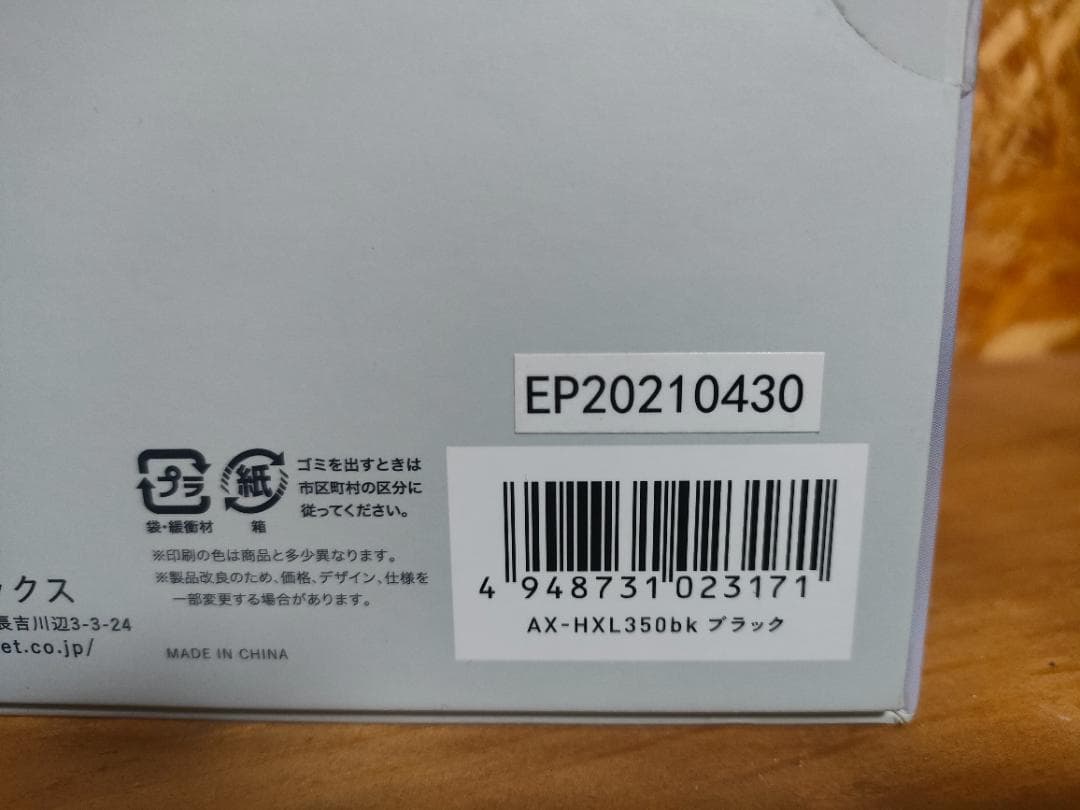 EP20210430
プラ
紙
袋・緩衝材
箱
ゴミを出すときは
市区町村の区分に
従ってください。
※印刷の色は商品と多少異なります。
※製品改良のため、価格、デザイン、仕様を
一部変更する場合があります。
ックス
長吉川辺3-3-24
et.co.jp/
MADE IN CHINA
4 948731 023171
AX-HXL350bk ブラック